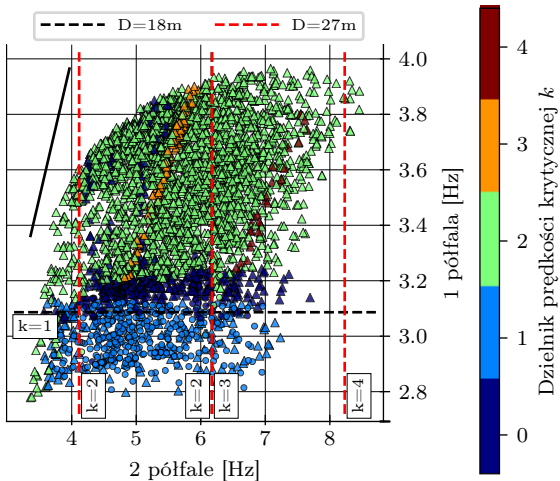 D=18m D=27m
4.0
3.8
3.6
3.4
3.2
3.0
2.8
1 półfala [Hz]
k=1
k=2
k=2
k=3
k=4
4 5 6 7 8
2 półfale [Hz]
4
3
2
1
0
Dzielnik prędkości krytycznej k